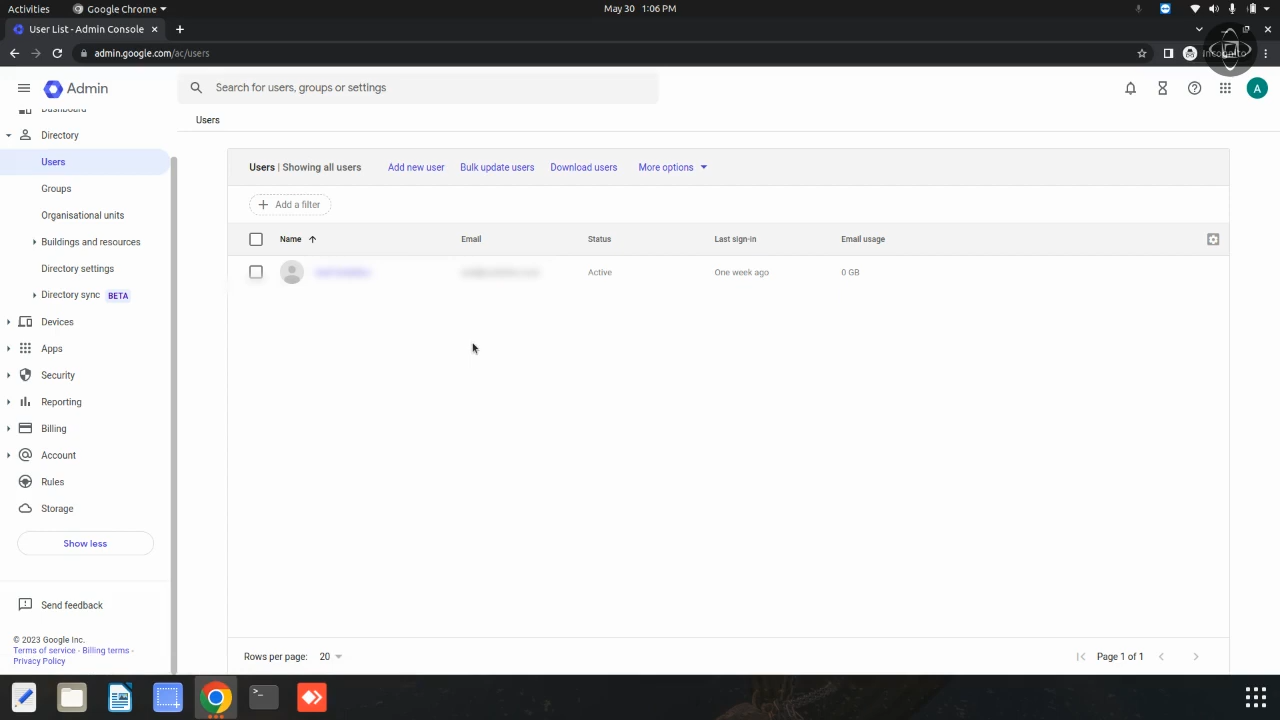 Activities
Google Chrome
May 30 1:06 PM
User List - Admin Console
admin.google.com/ac/users
Incognito
Admin
Search for users, groups or settings
A
Dashboard
Directory
Users
Groups
Organisational units
Buildings and resources
Directory settings
Directory sync BETA
Devices
Apps
Security
Reporting
Billing
Account
Rules
Storage
Show less
Send feedback
© 2023 Google Inc.
Terms of service - Billing terms -
Privacy Policy
Users
Users | Showing all users
Add new user
Bulk update users
Download users
More options
Add a filter
Name
Email
Status
Last sign-in
Email usage
Active
One week ago
0 GB
Rows per page: 20
Page 1 of 1